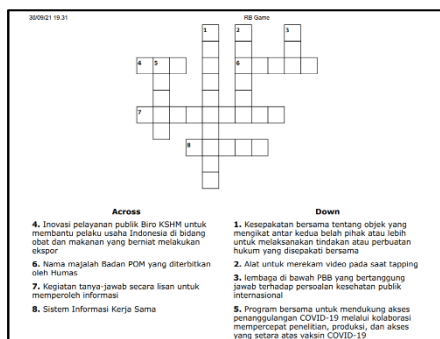 30/09/21 19.31
RB Game
1 2 3
4 5 6
7
8
Across
4. Inovasi pelayanan publik Biro KSHM untuk
membantu pelaku usaha Indonesia di bidang
obat dan makanan yang berniat melakukan
ekspor
6. Nama majalah Badan POM yang diterbitkan
oleh Humas
7. Kegiatan tanya-jawab secara lisan untuk
memperoleh informasi
8. Sistem Informasi Kerja Sama
Down
1. Kesepakatan bersama tentang objek yang
mengikat antar kedua belah pihak atau lebih
untuk melaksanakan tindakan atau perbuatan
hukum yang disepakati bersama
2. Alat untuk merekam video pada saat tapping
3. lembaga di bawah PBB yang bertanggung
jawab terhadap persoalan kesehatan publik
internasional
5. Program bersama untuk mendukung akses
penanggulangan COVID-19 melalui kolaborasi
mempercepat penelitian, produksi, dan akses
yang setara atas vaksin COVID-19